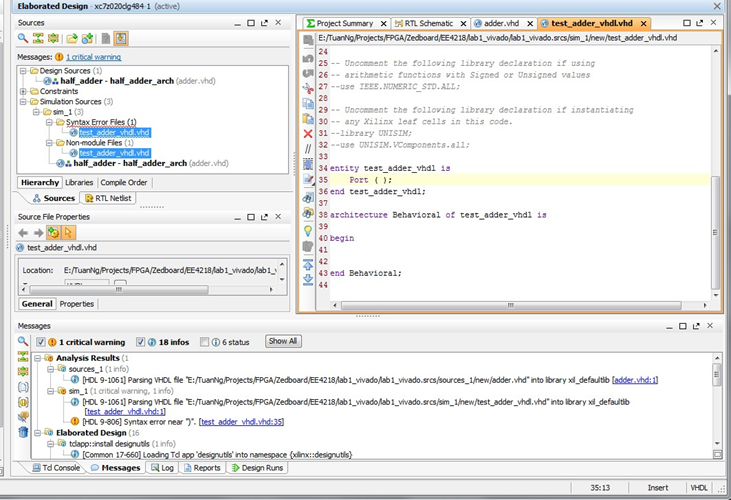 Elaborated Design - xc7z020clg484-1 (active)
Sources
Messages: 1 critical warning
Design Sources (1)
half_adder - half_adder_arch (adder.vhd)
Constraints
Simulation Sources (3)
sim_1 (3)
Syntax Error Files (1)
test_adder_vhdl.vhd
Non-module Files (1)
test_adder_vhdl.vhd
half_adder - half_adder_arch (adder.vhd)
Hierarchy Libraries Compile Order
Sources RTL Netlist
Source File Properties
test_adder_vhdl.vhd
Location: E:/TuanNg/Projects/FPGA/Zedboard/EE4218/lab1_vivado/lab1_v
General Properties
Project Summary RTL Schematic adder.vhd test_adder_vhdl.vhd
E:/TuanNg/Projects/FPGA/Zedboard/EE4218/lab1_vivado/lab1_vivado.srcs/sim_1/new/test_adder_vhdl.vhd
24
25 -- Uncomment the following library declaration if using
26 -- arithmetic functions with Signed or Unsigned values
27 --use IEEE.NUMERIC_STD.ALL;
28
29 -- Uncomment the following library declaration if instantiating
30 -- any Xilinx leaf cells in this code.
31 --library UNISIM;
32 --use UNISIM.VComponents.all;
33
34 entity test_adder_vhdl is
35 Port ( );
36 end test_adder_vhdl;
37
38 architecture Behavioral of test_adder_vhdl is
39
40 begin
41
42
43 end Behavioral;
44
Messages
1 critical warning 18 infos 6 status Show All
Analysis Results (1
sources_1 (1 info)
[HDL 9-1061] Parsing VHDL file "E:/TuanNg/Projects/FPGA/Zedboard/EE4218/lab1_vivado/lab1_vivado.srcs/sources_1/new/adder.vhd" into library xil_defaultlib [adder.vhd:1]
sim_1 (1 critical warning, 1 info)
[HDL 9-1061] Parsing VHDL file "E:/TuanNg/Projects/FPGA/Zedboard/EE4218/lab1_vivado/lab1_vivado.srcs/sim_1/new/test_adder_vhdl.vhd" into library xil_defaultlib
[test_adder_vhdl.vhd:1]
[HDL 9-806] Syntax error near ")". [test_adder_vhdl.vhd:35]
Elaborated Design (16
tclapp::install designutils (1 info)
[Common 17-660] Loading Tcl app 'designutils' into namespace {xilinx::designutils}
Tcl Console Messages Log Reports Design Runs
35:13 Insert VHDL